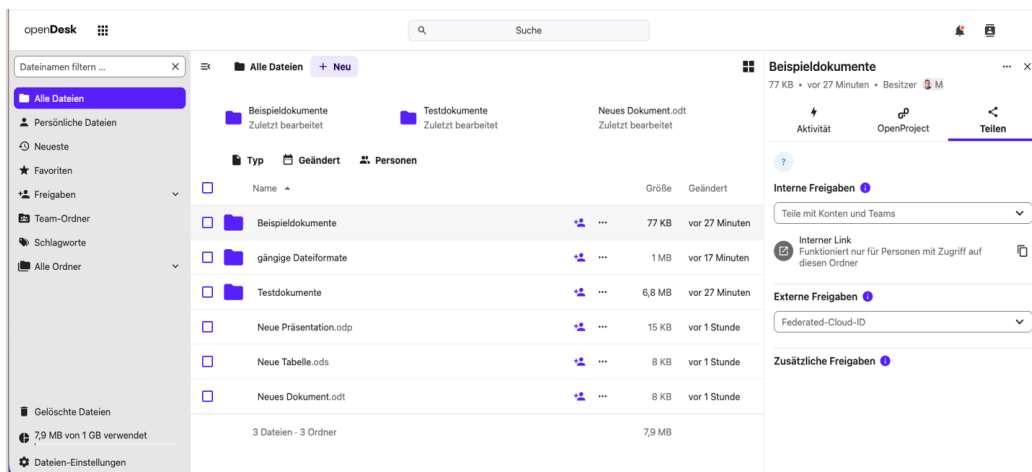 openDesk
Suche
Dateinamen filtern ...
Alle Dateien
Persönliche Dateien
Neueste
Favoriten
Freigaben
Team-Ordner
Schlagworte
Alle Ordner
Gelöschte Dateien
7,9 MB von 1 GB verwendet
Dateien-Einstellungen
Alle Dateien + Neu
Beispieldokumente
Zuletzt bearbeitet
Testdokumente
Zuletzt bearbeitet
Neues Dokument.odt
Zuletzt bearbeitet
Typ Geändert Personen
Name Größe Geändert
Beispieldokumente 77 KB vor 27 Minuten
gängige Dateiformate 1 MB vor 17 Minuten
Testdokumente 6,8 MB vor 27 Minuten
Neue Präsentation.odp 15 KB vor 1 Stunde
Neue Tabelle.ods 8 KB vor 1 Stunde
Neues Dokument.odt 8 KB vor 1 Stunde
3 Dateien · 3 Ordner 7,9 MB
Beispieldokumente
77 KB • vor 27 Minuten • Besitzer M
Aktivität OpenProject Teilen
?
Interne Freigaben
Teile mit Konten und Teams
Interner Link
Funktioniert nur für Personen mit Zugriff auf
diesen Ordner
Externe Freigaben
Federated-Cloud-ID
Zusätzliche Freigaben